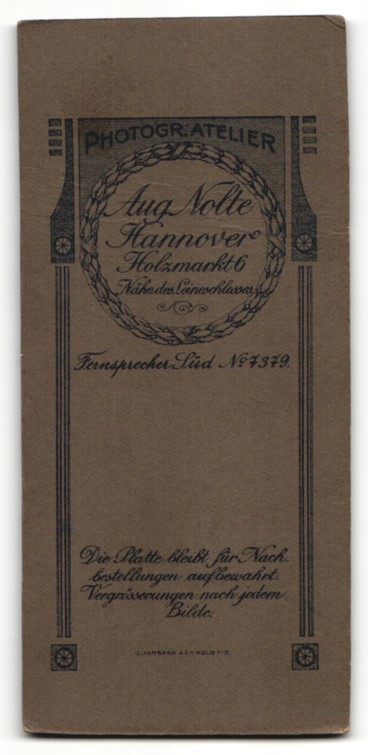 PHOTOGR. ATELIER
Aug. Nolte
Hannover
Holzmarkt 6
Nähe des Leineschlosses
Fernsprecher Süd No 7379.
Die Platte bleibt für Nach-
bestellungen aufbewahrt.
Vergrösserungen nach jedem
Bilde.